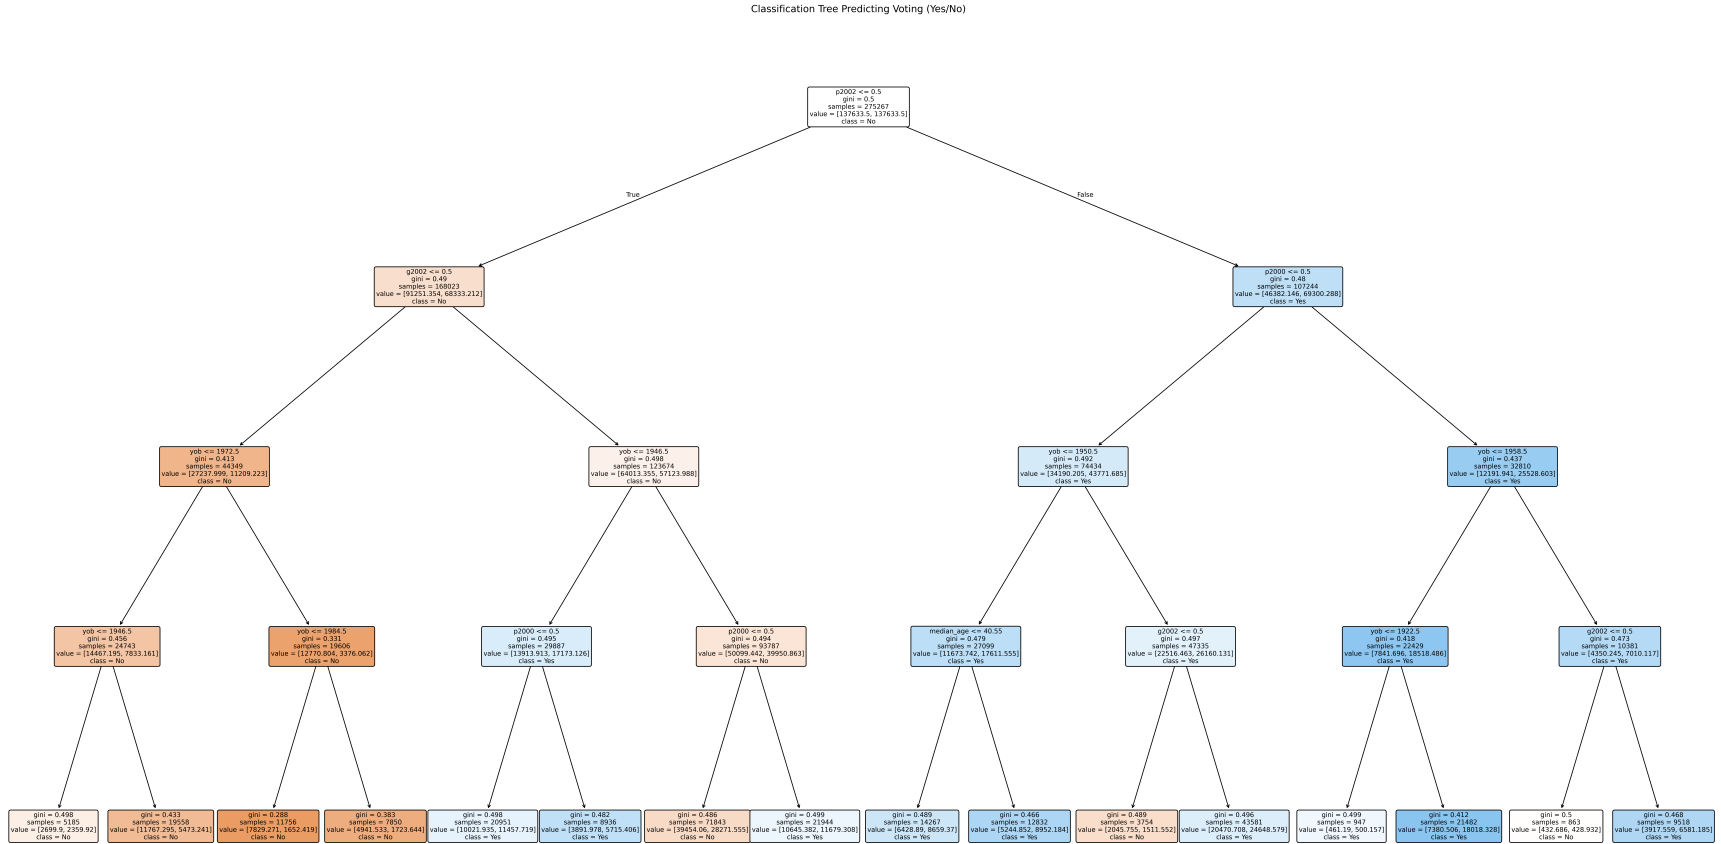 Classification Tree Predicting Voting (Yes/No)
p2002 <= 0.5
gini = 0.5
samples = 275267
value = [137633.5, 137633.5]
class = No
True
False
g2002 <= 0.5
gini = 0.49
samples = 168023
value = [91251.354, 68333.212]
class = No
p2000 <= 0.5
gini = 0.48
samples = 107244
value = [46382.146, 69300.288]
class = Yes
yob <= 1972.5
gini = 0.413
samples = 44349
value = [27237.999, 11209.223]
class = No
yob <= 1946.5
gini = 0.498
samples = 123674
value = [64013.355, 57123.988]
class = No
yob <= 1950.5
gini = 0.492
samples = 74434
value = [34190.205, 43771.685]
class = Yes
yob <= 1958.5
gini = 0.437
samples = 32810
value = [12191.941, 25528.603]
class = Yes
yob <= 1946.5
gini = 0.456
samples = 24743
value = [14467.195, 7833.161]
class = No
yob <= 1984.5
gini = 0.331
samples = 19606
value = [12770.804, 3376.062]
class = No
p2000 <= 0.5
gini = 0.495
samples = 29887
value = [13913.913, 17173.126]
class = Yes
p2000 <= 0.5
gini = 0.494
samples = 93787
value = [50099.442, 39950.863]
class = No
median_age <= 40.55
gini = 0.479
samples = 27099
value = [11673.742, 17611.555]
class = Yes
g2002 <= 0.5
gini = 0.497
samples = 47335
value = [22516.463, 26160.131]
class = Yes
yob <= 1922.5
gini = 0.418
samples = 22429
value = [7841.696, 18518.486]
class = Yes
g2002 <= 0.5
gini = 0.473
samples = 10381
value = [4350.245, 7010.117]
class = Yes
gini = 0.498
samples = 5185
value = [2699.9, 2359.92]
class = No
gini = 0.433
samples = 19558
value = [11767.295, 5473.241]
class = No
gini = 0.288
samples = 11756
value = [7829.271, 1652.419]
class = No
gini = 0.383
samples = 7850
value = [4941.533, 1723.644]
class = No
gini = 0.498
samples = 20951
value = [10021.935, 11457.719]
class = Yes
gini = 0.482
samples = 8936
value = [3891.978, 5715.406]
class = Yes
gini = 0.486
samples = 71843
value = [39454.06, 28271.555]
class = No
gini = 0.499
samples = 21944
value = [10645.382, 11679.308]
class = Yes
gini = 0.489
samples = 14267
value = [6428.89, 8659.37]
class = Yes
gini = 0.466
samples = 12832
value = [5244.852, 8952.184]
class = Yes
gini = 0.489
samples = 3754
value = [2045.755, 1511.552]
class = No
gini = 0.496
samples = 43581
value = [20470.708, 24648.579]
class = Yes
gini = 0.499
samples = 947
value = [461.19, 500.157]
class = Yes
gini = 0.412
samples = 21482
value = [7380.506, 18018.328]
class = Yes
gini = 0.5
samples = 863
value = [432.686, 428.932]
class = No
gini = 0.468
samples = 9518
value = [3917.559, 6581.185]
class = Yes